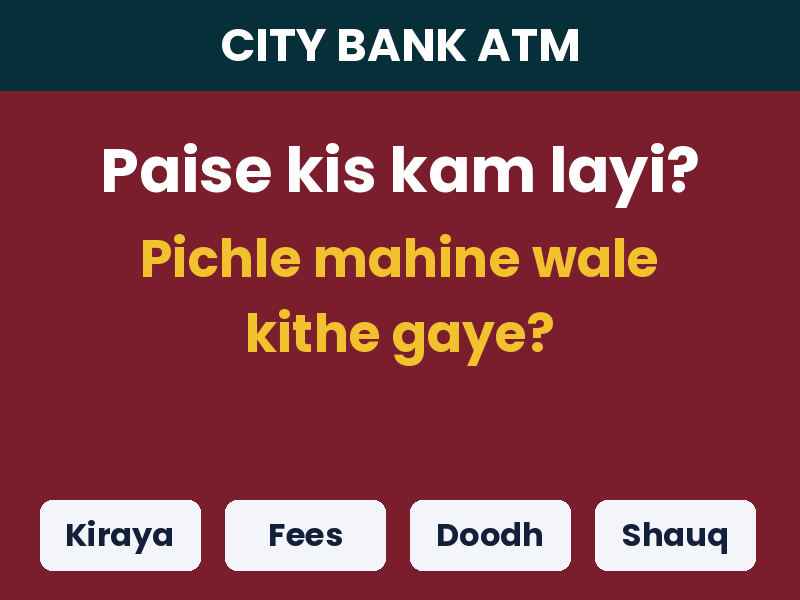 CITY BANK ATM
Paise kis kam layi?
Pichle mahine wale
kithe gaye?
Kiraya
Fees
Doodh
Shauq